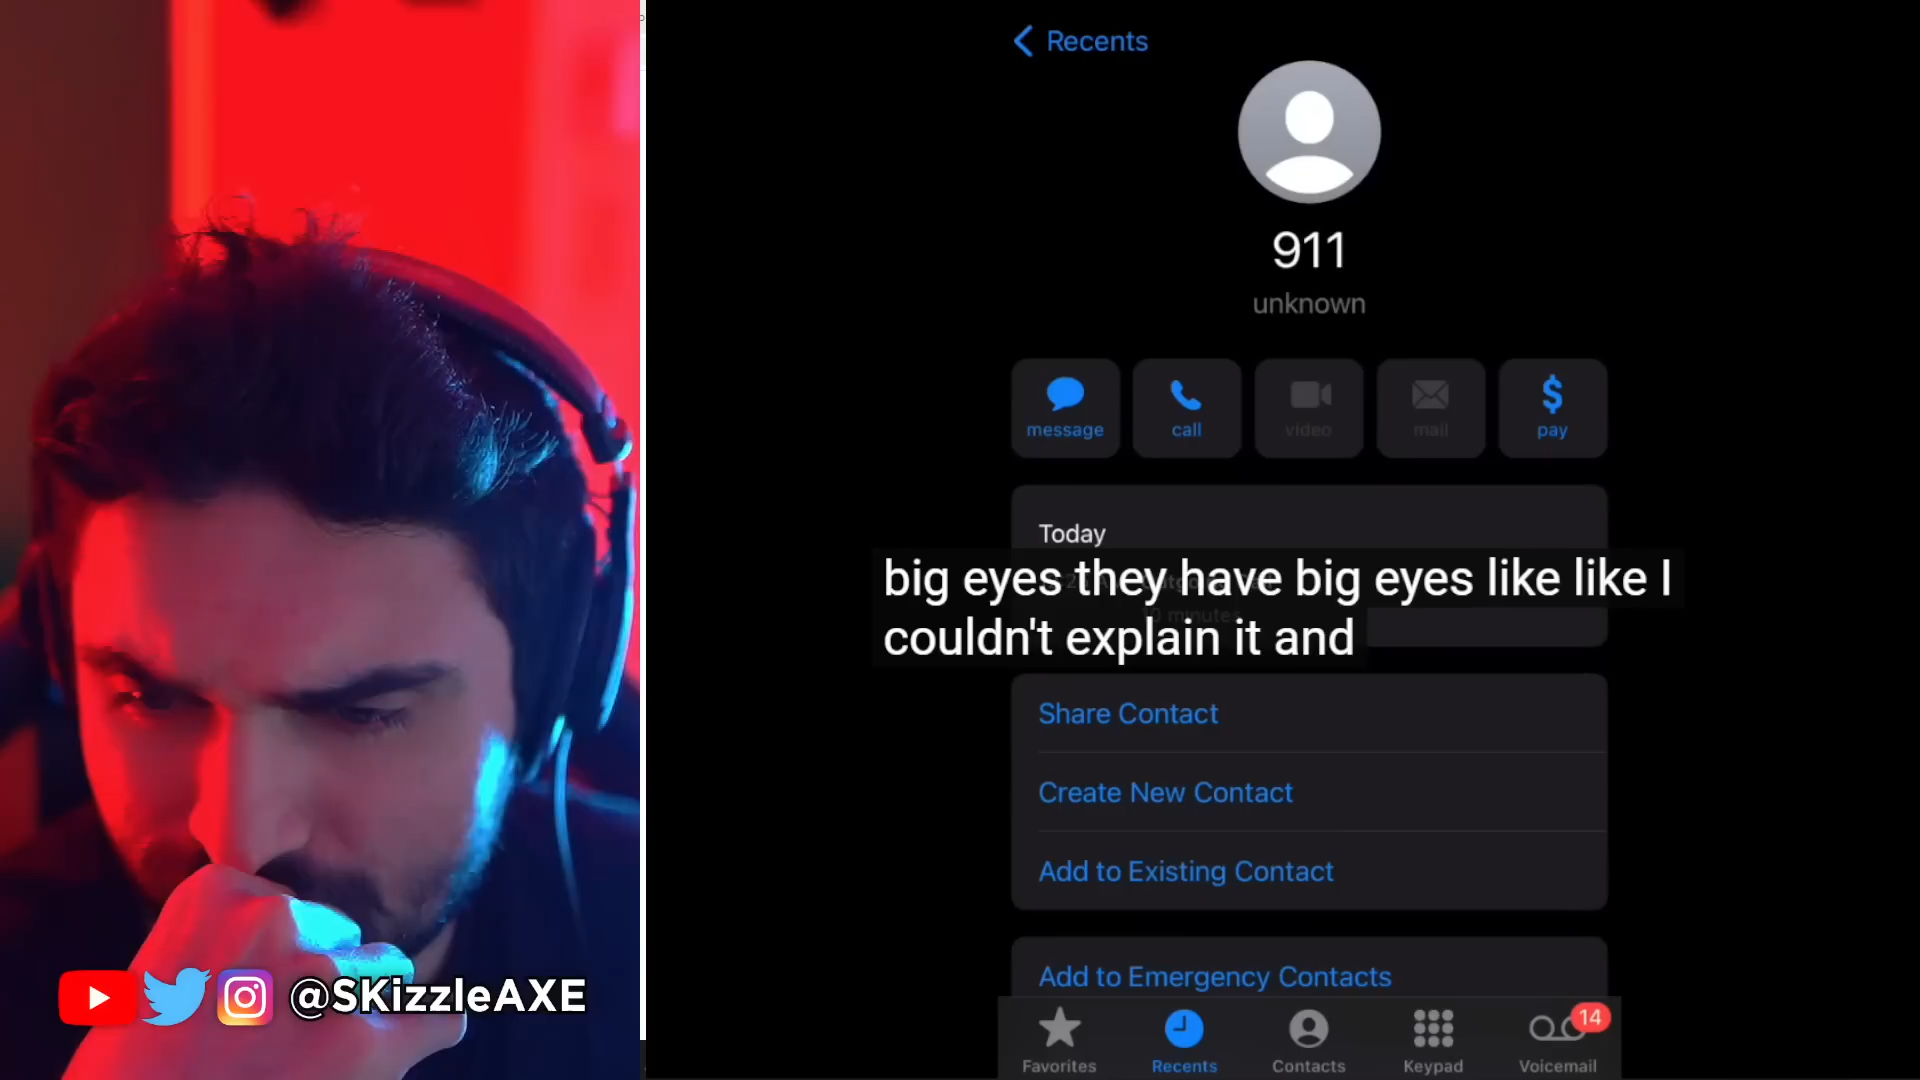 Recents
911
unknown
message
call
video
mail
pay
Today
big eyes they have big eyes like like I
couldn't explain it and
Share Contact
Create New Contact
Add to Existing Contact
Add to Emergency Contacts
@SKizzleAXE
14
Favorites
Recents
Contacts
Keypad
Voicemail